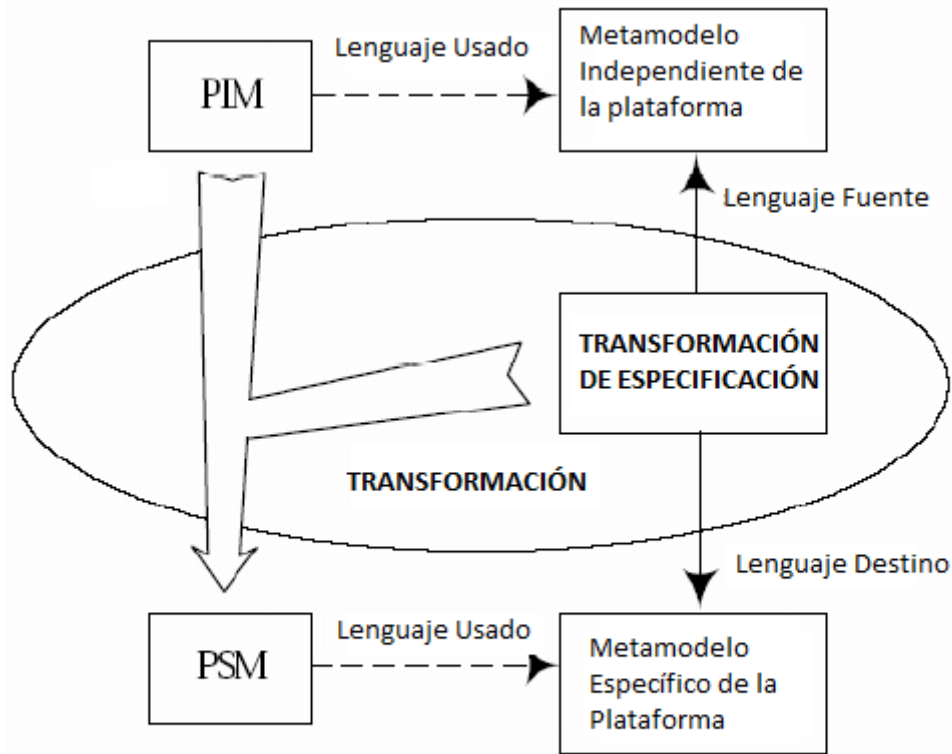 Lenguaje Usado
PIM
Metamodelo
Independiente de
la plataforma
Lenguaje Fuente
TRANSFORMACIÓN
DE ESPECIFICACIÓN
TRANSFORMACIÓN
Lenguaje Destino
Lenguaje Usado
PSM
Metamodelo
Específico de la
Plataforma